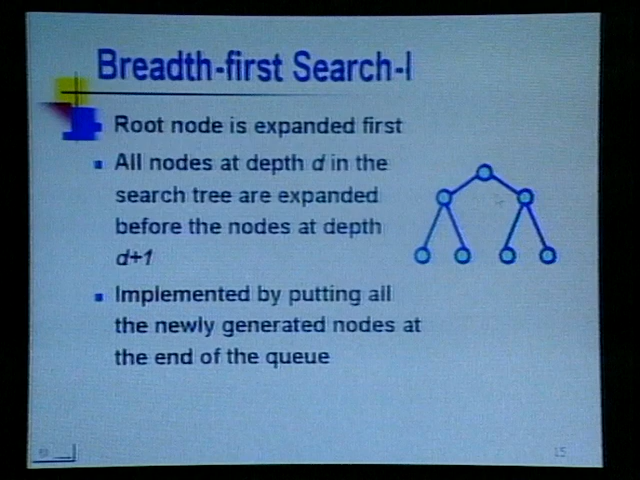 Breadth-first Search-I
Root node is expanded first
All nodes at depth d in the
search tree are expanded
before the nodes at depth
d+1
Implemented by putting all
the newly generated nodes at
the end of the queue
15